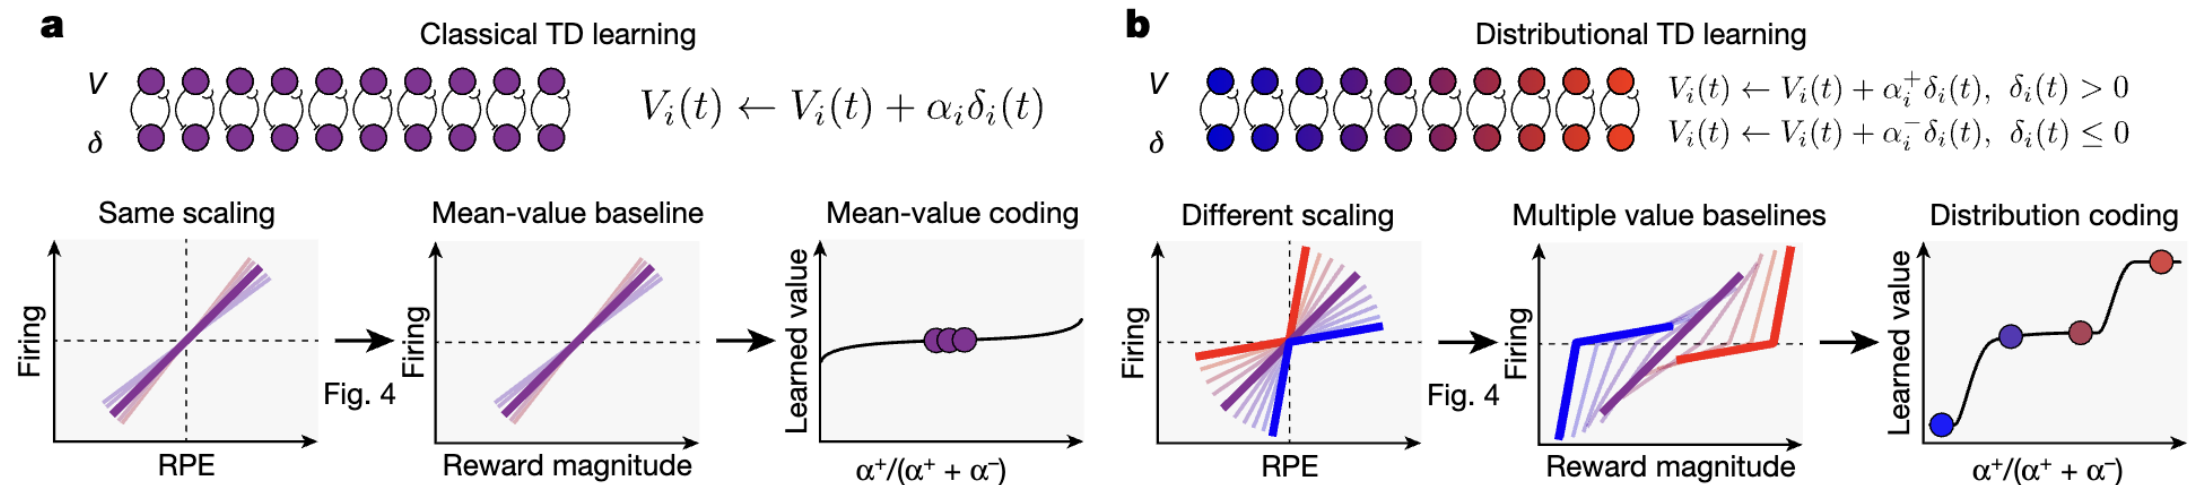 a
Classical TD learning
V
δ
V_i(t) ← V_i(t) + α_i δ_i(t)
Same scaling
Firing
RPE
Fig. 4
Mean-value baseline
Firing
Reward magnitude
Mean-value coding
Learned value
α⁺/(α⁺ + α⁻)
b
Distributional TD learning
V
δ
V_i(t) ← V_i(t) + α_i⁺ δ_i(t), δ_i(t) > 0
V_i(t) ← V_i(t) + α_i⁻ δ_i(t), δ_i(t) ≤ 0
Different scaling
Firing
RPE
Fig. 4
Multiple value baselines
Firing
Reward magnitude
Distribution coding
Learned value
α⁺/(α⁺ + α⁻)